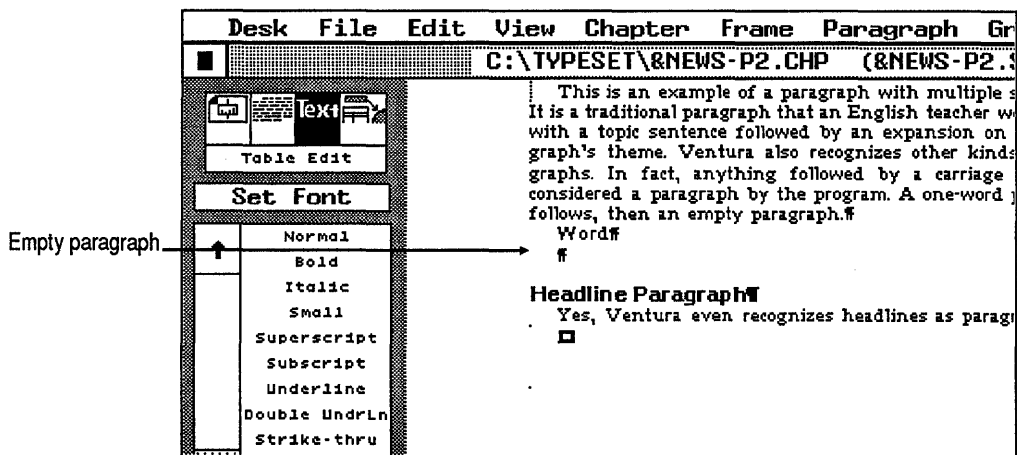 Desk File Edit View Chapter Frame Paragraph Gr
C:\TYPESET\&NEWS-P2.CHP (&NEWS-P2.S
Text
Table Edit
Set Font
Normal
Bold
Italic
Small
Superscript
Subscript
Underline
Double UndrLn
Strike-thru
Empty paragraph
This is an example of a paragraph with multiple s
It is a traditional paragraph that an English teacher w
with a topic sentence followed by an expansion on
graph's theme. Ventura also recognizes other kinds
graphs. In fact, anything followed by a carriage
considered a paragraph by the program. A one-word p
follows, then an empty paragraph.¶
Word¶
¶
Headline Paragraph¶
Yes, Ventura even recognizes headlines as parag